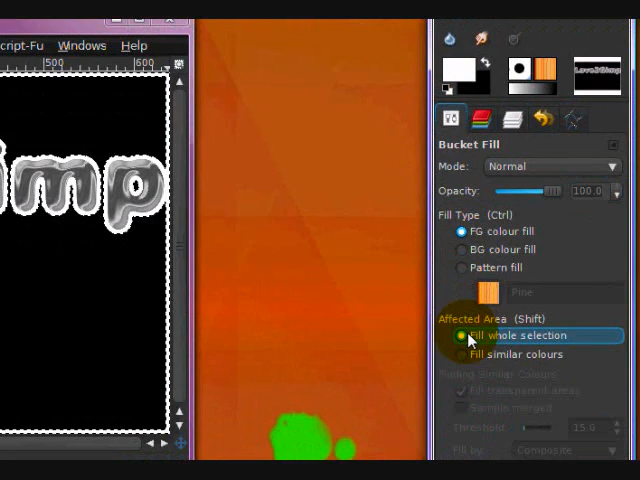 cript-Fu Windows Help
500 600
imp
Love2Gimp
Bucket Fill
Mode: Normal
Opacity: 100.0
Fill Type (Ctrl)
FG colour fill
BG colour fill
Pattern fill
Pine
Affected Area (Shift)
Fill whole selection
Fill similar colours
Finding Similar Colours
Fill transparent areas
Sample merged
Threshold: 15.0
Fill by: Composite